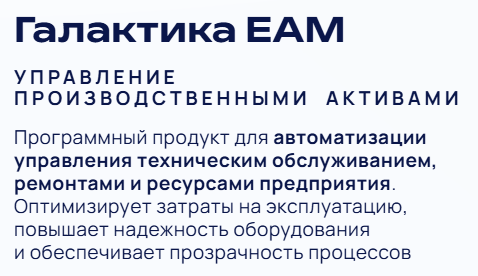 Галактика EAM
УПРАВЛЕНИЕ
ПРОИЗВОДСТВЕННЫМИ АКТИВАМИ
Программный продукт для автоматизации
управления техническим обслуживанием,
ремонтами и ресурсами предприятия.
Оптимизирует затраты на эксплуатацию,
повышает надежность оборудования
и обеспечивает прозрачность процессов